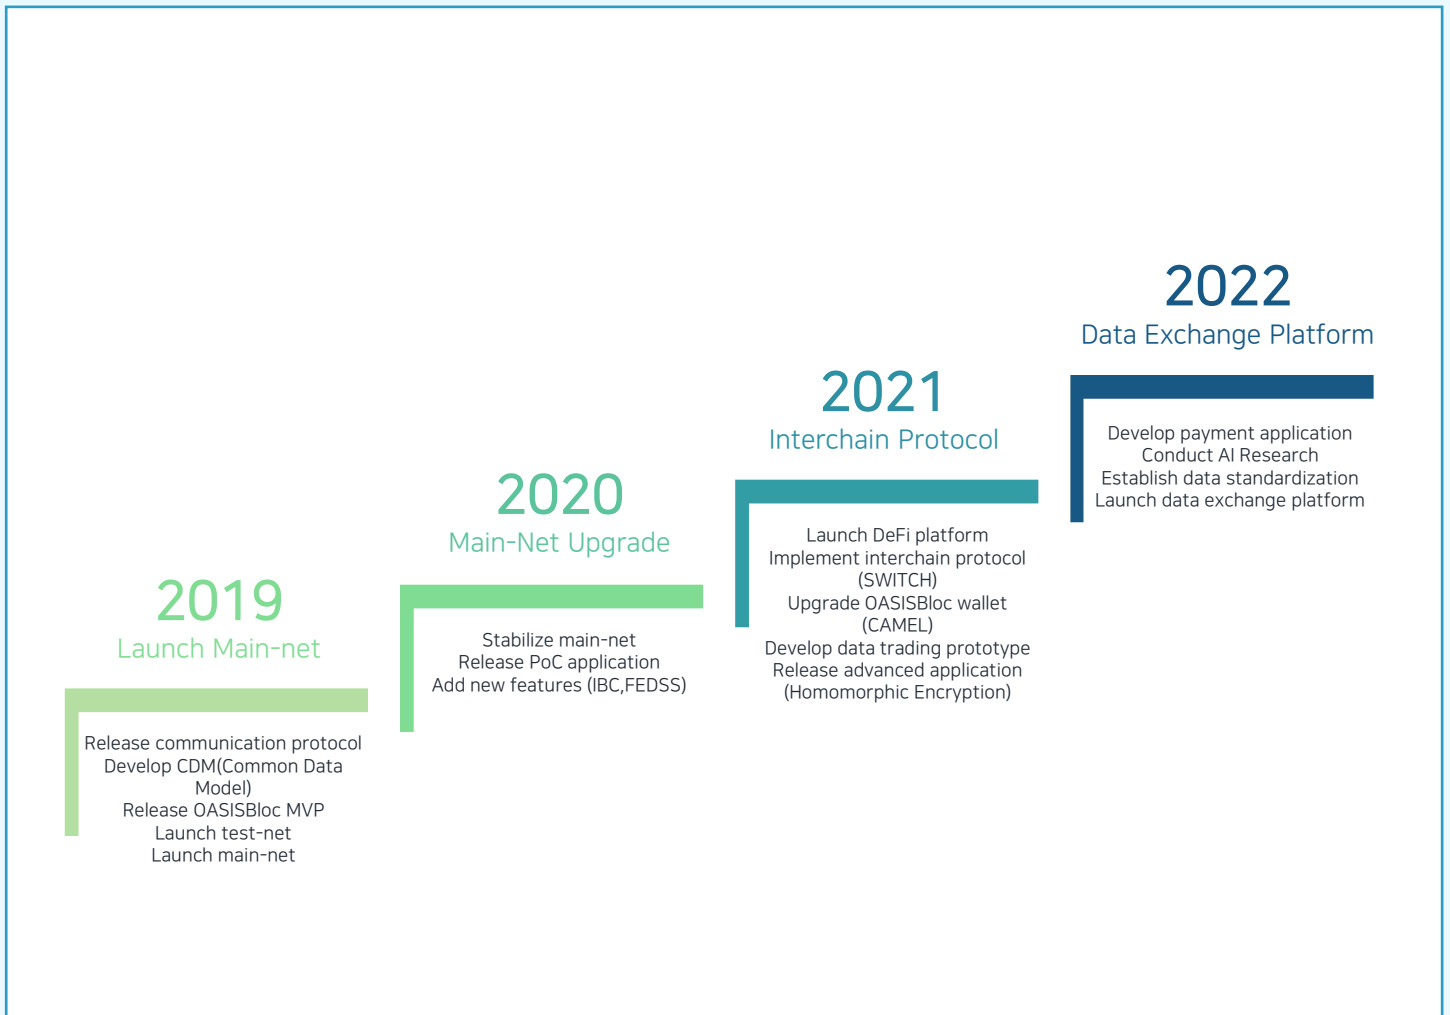 2019
Launch Main-net
Release communication protocol
Develop CDM(Common Data
Model)
Release OASISBloc MVP
Launch test-net
Launch main-net
2020
Main-Net Upgrade
Stabilize main-net
Release PoC application
Add new features (IBC,FEDSS)
2021
Interchain Protocol
Launch DeFi platform
Implement interchain protocol
(SWITCH)
Upgrade OASISBloc wallet
(CAMEL)
Develop data trading prototype
Release advanced application
(Homomorphic Encryption)
2022
Data Exchange Platform
Develop payment application
Conduct AI Research
Establish data standardization
Launch data exchange platform